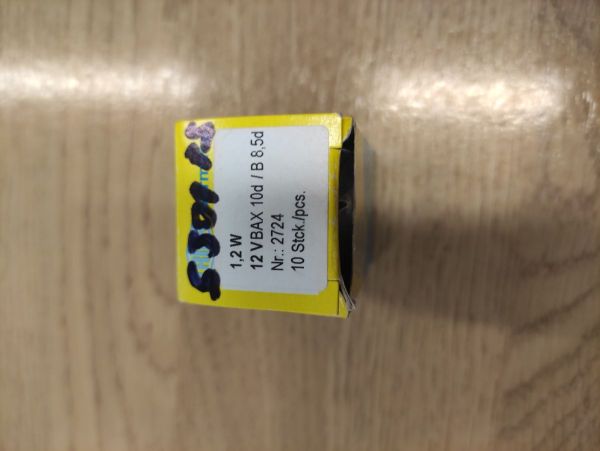 1,2 W
12 V BAX 10d / B 8,5d
Nr.: 2724
10 Stck./pcs.